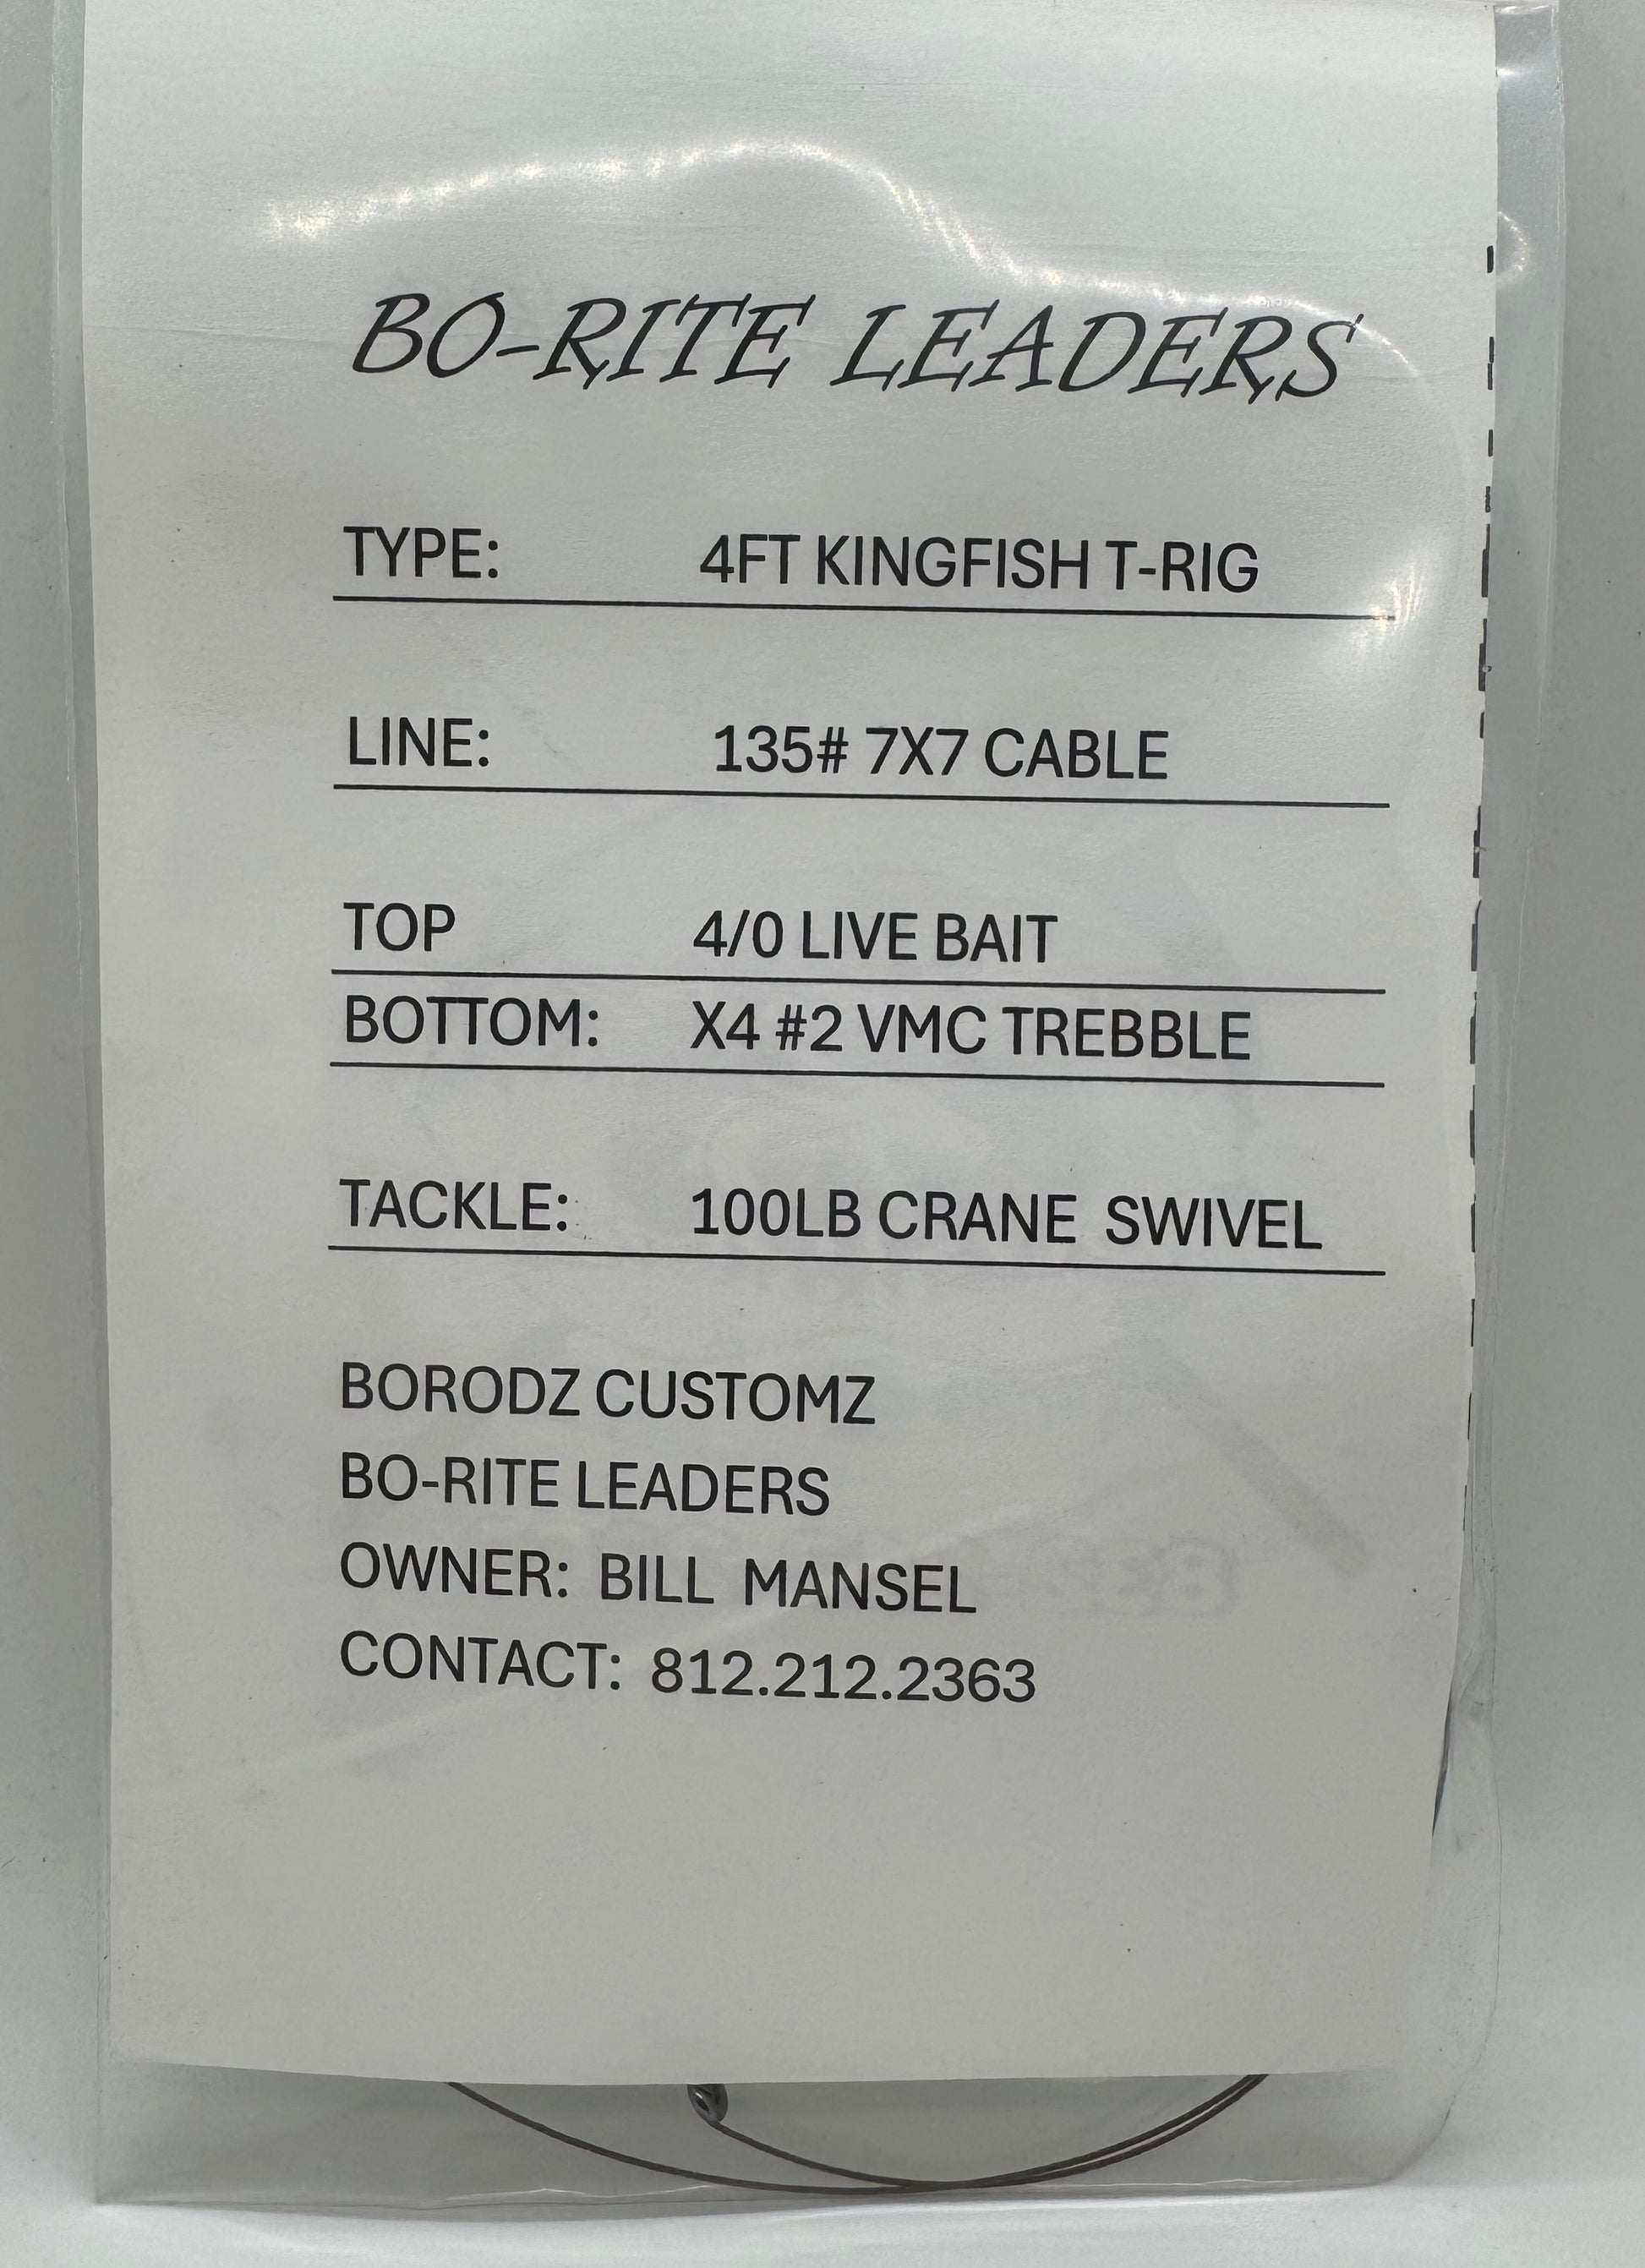 BO-RITE LEADERS
TYPE: 4FT KINGFISH T-RIG
LINE: 135# 7X7 CABLE
TOP 4/0 LIVE BAIT
BOTTOM: X4 #2 VMC TREBBLE
TACKLE: 100LB CRANE SWIVEL
BORODZ CUSTOMZ
BO-RITE LEADERS
OWNER: BILL MANSEL
CONTACT: 812.212.2363